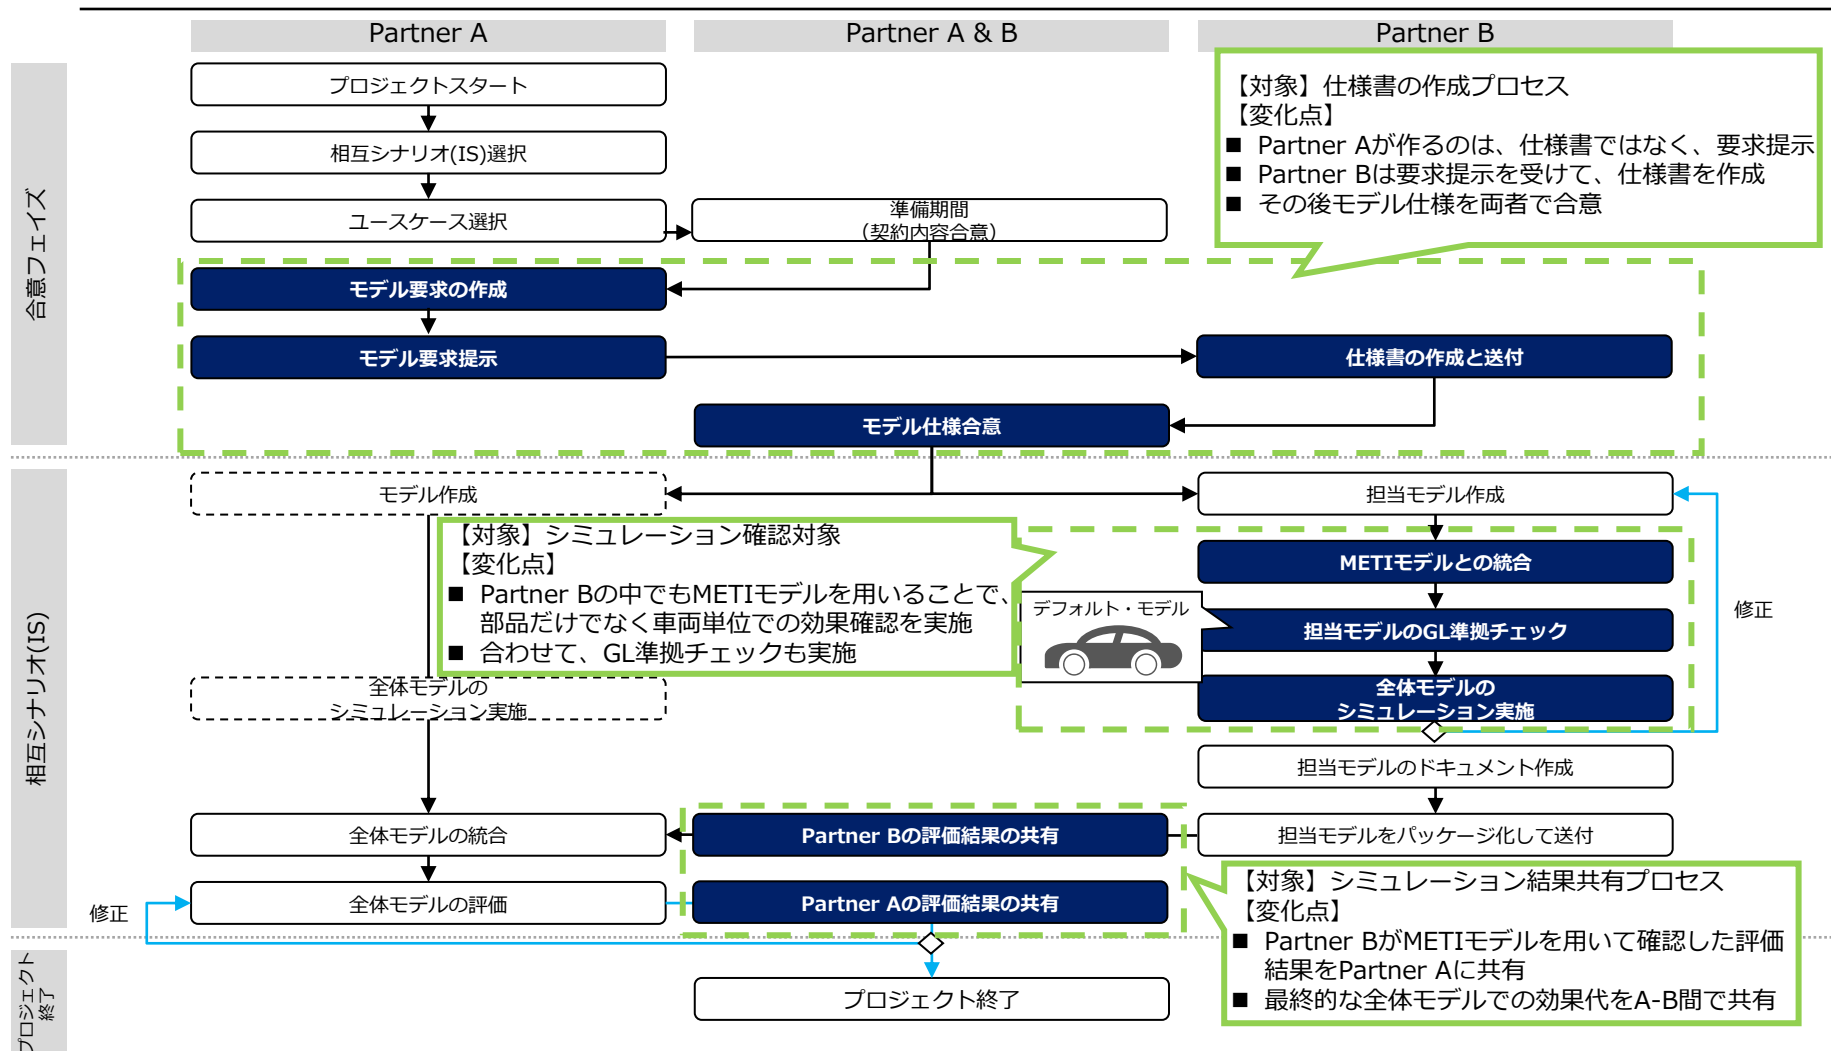 Partner A
Partner A & B
Partner B
合意フェイズ
プロジェクトスタート
相互シナリオ(IS)選択
ユースケース選択
準備期間
（契約内容合意）
【対象】仕様書の作成プロセス
【変化点】
■ Partner Aが作るのは、仕様書ではなく、要求提示
■ Partner Bは要求提示を受けて、仕様書を作成
■ その後モデル仕様を両者で合意
モデル要求の作成
モデル要求提示
仕様書の作成と送付
モデル仕様合意
相互シナリオ(IS)
モデル作成
担当モデル作成
【対象】シミュレーション確認対象
【変化点】
■ Partner Bの中でもMETIモデルを用いることで、
部品だけでなく車両単位での効果確認を実施
■ 合わせて、GL準拠チェックも実施
デフォルト・モデル
METIモデルとの統合
担当モデルのGL準拠チェック
全体モデルの
シミュレーション実施
修正
全体モデルの
シミュレーション実施
担当モデルのドキュメント作成
全体モデルの統合
Partner Bの評価結果の共有
担当モデルをパッケージ化して送付
全体モデルの評価
Partner Aの評価結果の共有
修正
【対象】シミュレーション結果共有プロセス
【変化点】
■ Partner BがMETIモデルを用いて確認した評価
結果をPartner Aに共有
■ 最終的な全体モデルでの効果代をA-B間で共有
プロジェクト
終了
プロジェクト終了